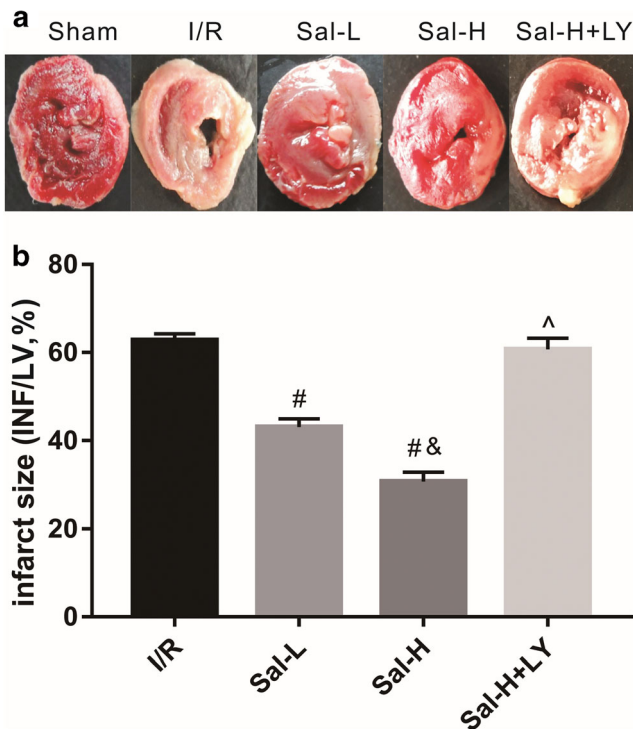 a
Sham I/R Sal-L Sal-H Sal-H+LY
b
infarct size (INF/LV,%)
80
60
40
20
0
#
#&
^
I/R Sal-L Sal-H Sal-H+LY